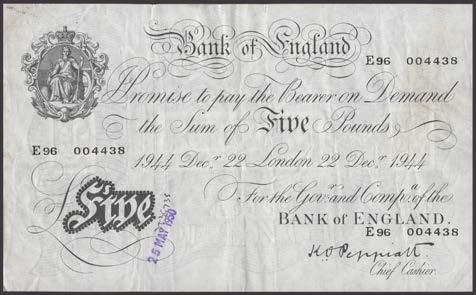 Bank of England
E96 004438
Promise to pay the Bearer on Demand
the Sum of Five Pounds
E96 004438
1944 Decr 22 London 22 Decr 1944
For the Govr and Compa of the
BANK of ENGLAND.
E96 004438
Five
25 MAY 1950
K.O. Peppiatt
Chief Cashier.